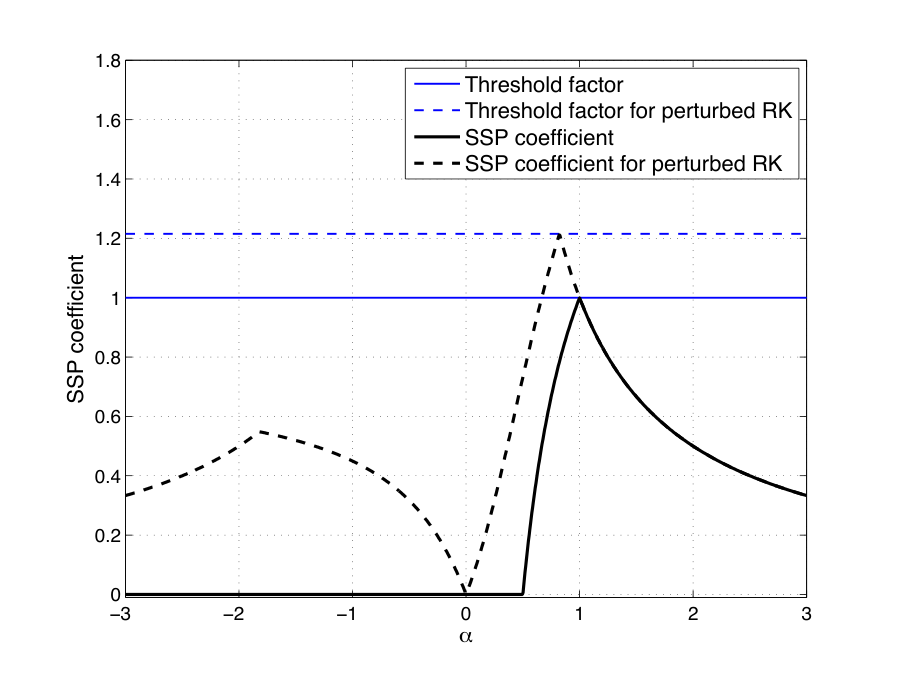 1.8
1.6
1.4
1.2
1
0.8
0.6
0.4
0.2
0
SSP coefficient
Threshold factor
Threshold factor for perturbed RK
SSP coefficient
SSP coefficient for perturbed RK
−3 −2 −1 0 1 2 3
α